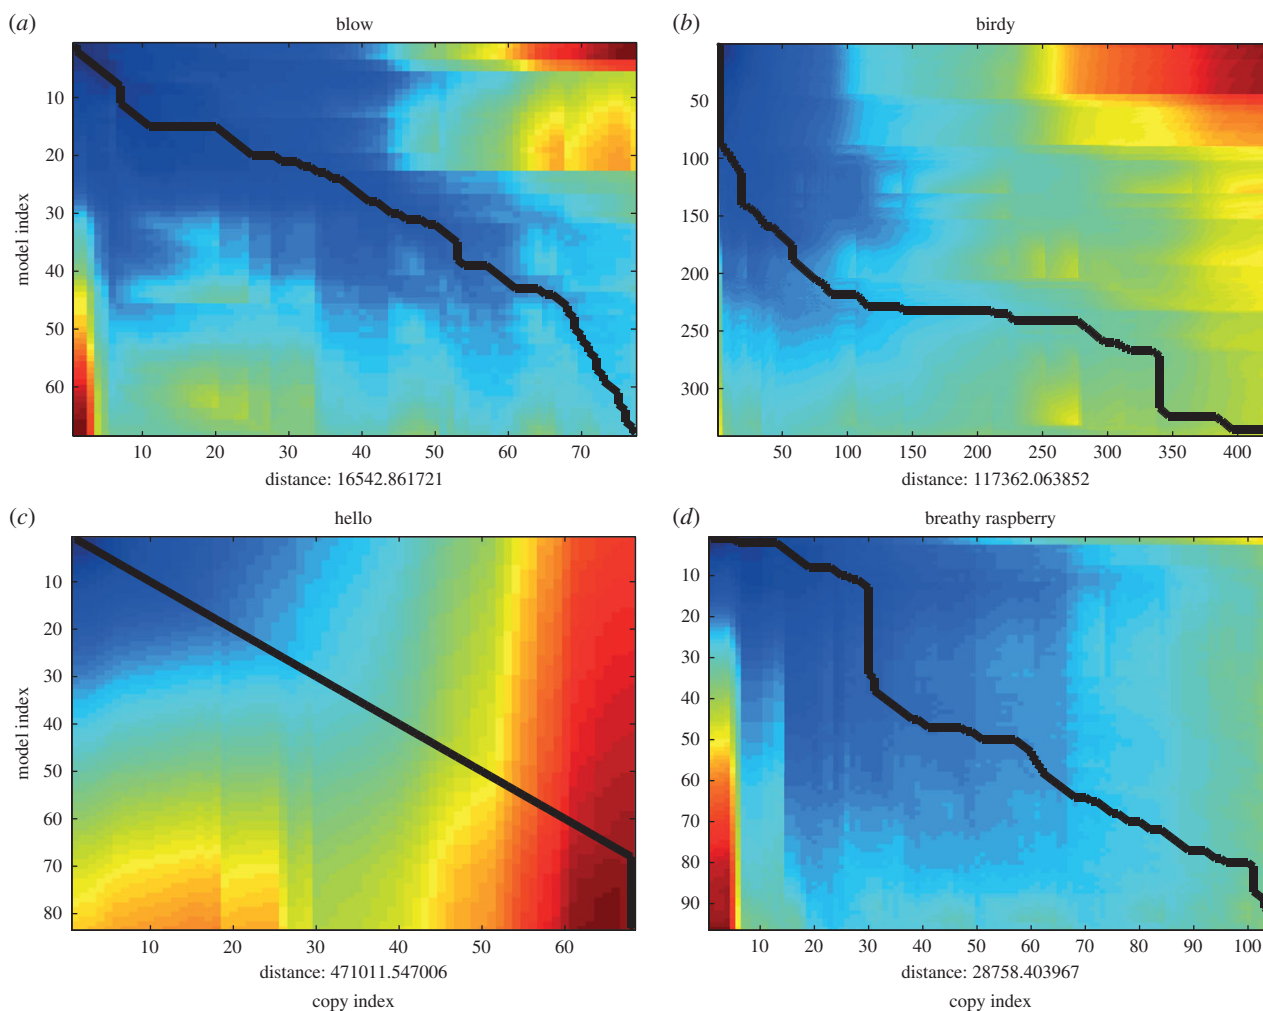 (a)
blow
10
20
30
40
50
60
model index
10 20 30 40 50 60 70
distance: 16542.861721
(b)
birdy
50
100
150
200
250
300
50 100 150 200 250 300 350 400
distance: 117362.063852
(c)
hello
10
20
30
40
50
60
70
80
model index
10 20 30 40 50 60
distance: 471011.547006
copy index
(d)
breathy raspberry
10
20
30
40
50
60
70
80
90
10 20 30 40 50 60 70 80 90 100
distance: 28758.403967
copy index